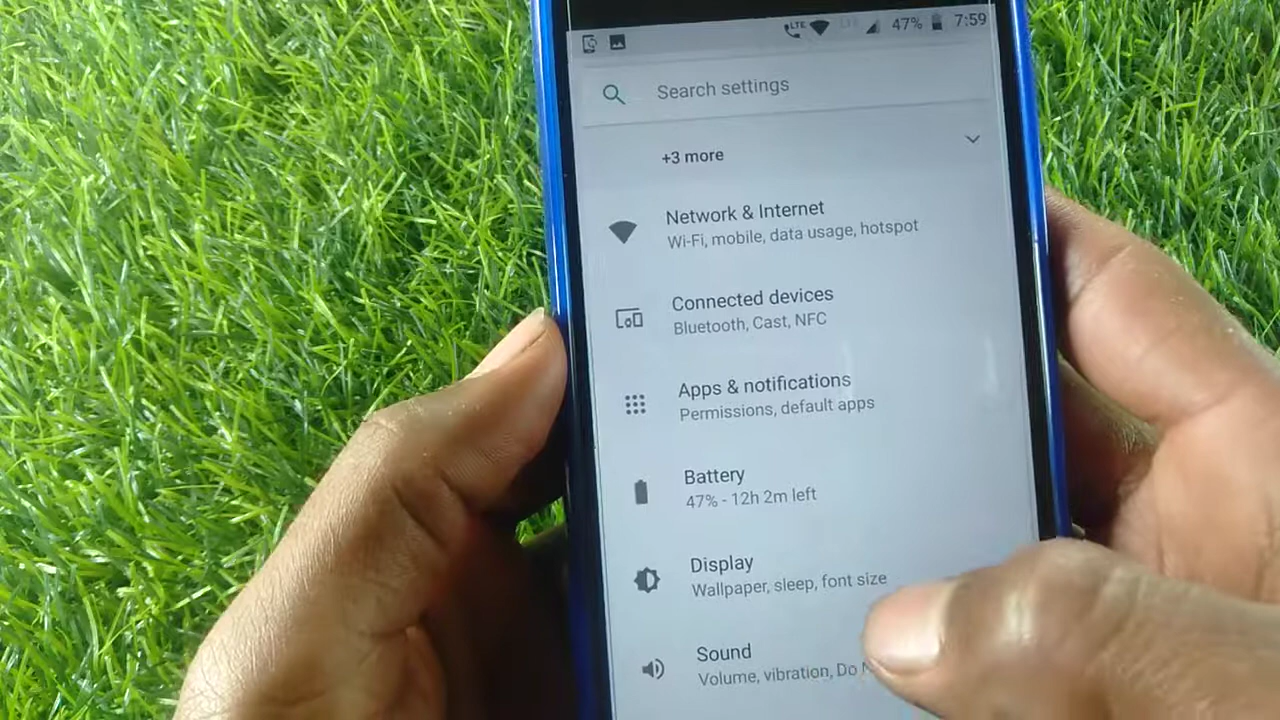 LTE LTE 47% 7:59
Search settings
+3 more
Network & Internet
Wi-Fi, mobile, data usage, hotspot
Connected devices
Bluetooth, Cast, NFC
Apps & notifications
Permissions, default apps
Battery
47% - 12h 2m left
Display
Wallpaper, sleep, font size
Sound
Volume, vibration, Do